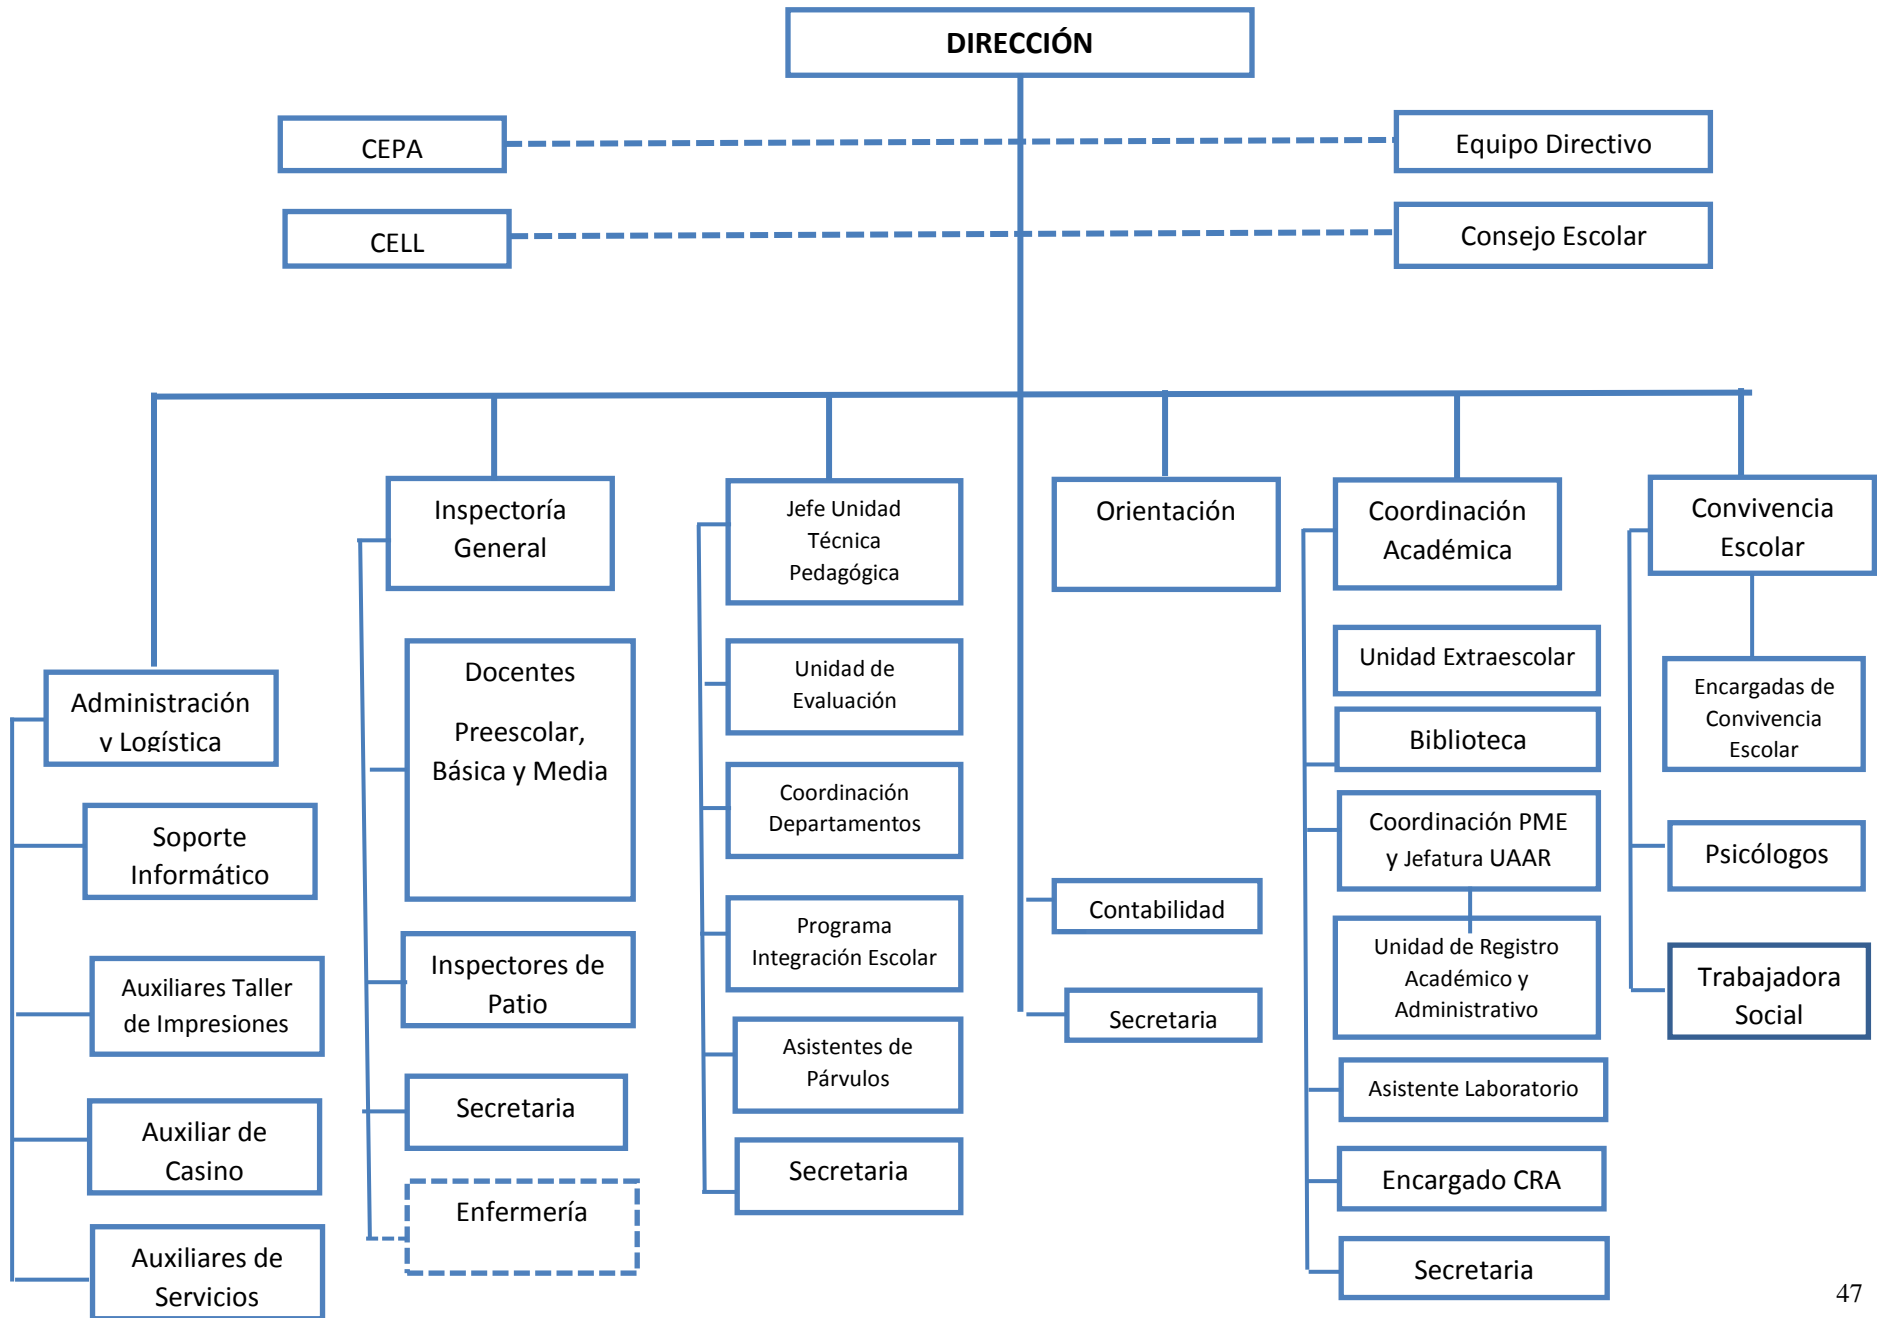 DIRECCIÓN
CEPA
Equipo Directivo
CELL
Consejo Escolar
Administración
y Logística
Soporte
Informático
Auxiliares Taller
de Impresiones
Auxiliar de
Casino
Auxiliares de
Servicios
Inspectoría
General
Docentes
Preescolar,
Básica y Media
Inspectores de
Patio
Secretaria
Enfermería
Jefe Unidad
Técnica
Pedagógica
Unidad de
Evaluación
Coordinación
Departamentos
Programa
Integración Escolar
Asistentes de
Párvulos
Secretaria
Orientación
Contabilidad
Secretaria
Coordinación
Académica
Unidad Extraescolar
Biblioteca
Coordinación PME
y Jefatura UAAR
Unidad de Registro
Académico y
Administrativo
Asistente Laboratorio
Encargado CRA
Secretaria
Convivencia
Escolar
Encargadas de
Convivencia
Escolar
Psicólogos
Trabajadora
Social
47